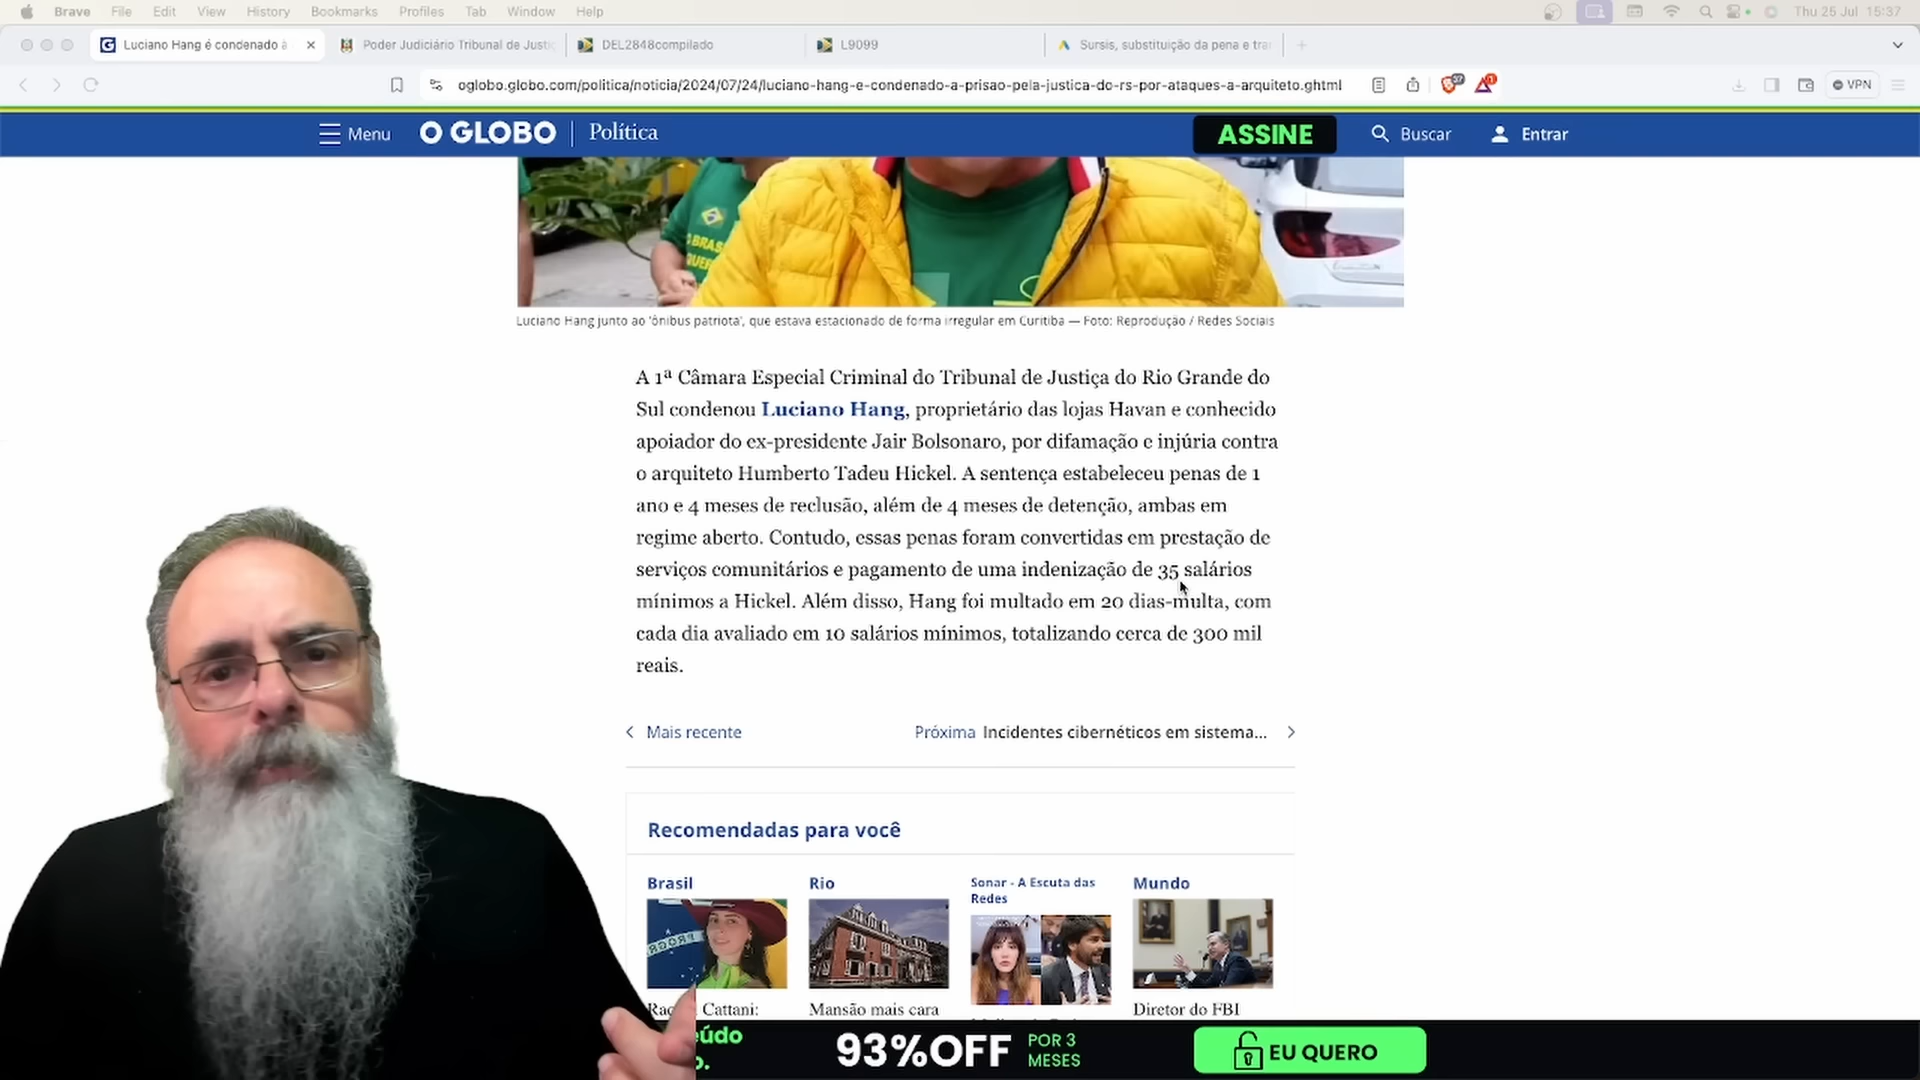 Brave File Edit View History Bookmarks Profiles Tab Window Help Thu 25 Jul 15:37
Luciano Hang é condenado à
Poder Judiciário Tribunal de Justiç
DEL2848compilado
L9099
Sursis, substituição da pena e tran
oglobo.globo.com/politica/noticia/2024/07/24/luciano-hang-e-condenado-a-prisao-pela-justica-do-rs-por-ataques-a-arquiteto.ghtml
VPN
Menu O GLOBO Política ASSINE Buscar Entrar
Luciano Hang junto ao 'ônibus patriota', que estava estacionado de forma irregular em Curitiba — Foto: Reprodução / Redes Sociais
A 1ª Câmara Especial Criminal do Tribunal de Justiça do Rio Grande do
Sul condenou Luciano Hang, proprietário das lojas Havan e conhecido
apoiador do ex-presidente Jair Bolsonaro, por difamação e injúria contra
o arquiteto Humberto Tadeu Hickel. A sentença estabeleceu penas de 1
ano e 4 meses de reclusão, além de 4 meses de detenção, ambas em
regime aberto. Contudo, essas penas foram convertidas em prestação de
serviços comunitários e pagamento de uma indenização de 35 salários
mínimos a Hickel. Além disso, Hang foi multado em 20 dias-multa, com
cada dia avaliado em 10 salários mínimos, totalizando cerca de 300 mil
reais.
Mais recente
Próxima Incidentes cibernéticos em sistema...
Recomendadas para você
Brasil
Rio
Sonar - A Escuta das
Redes
Mundo
Cattani:
Mansão mais cara
Diretor do FBI
93%OFF
POR 3
MESES
EU QUERO